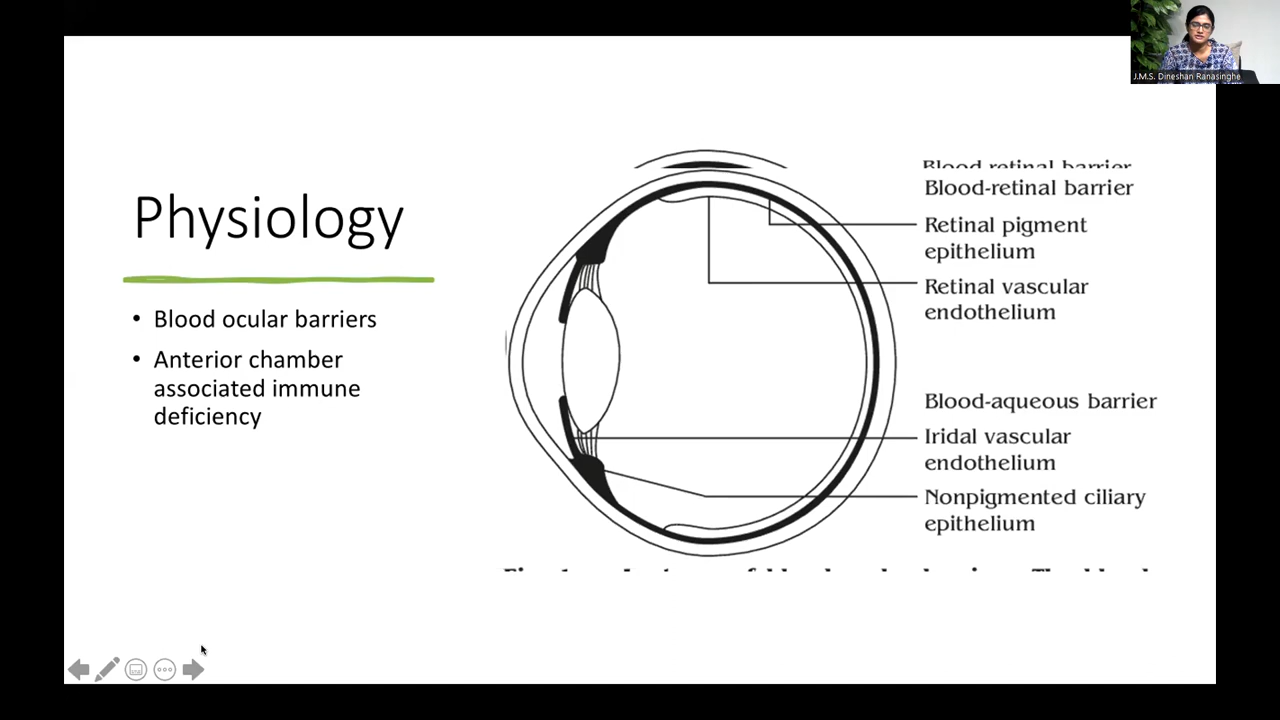 J.M.S. Dineshan Ranasinghe
Physiology
• Blood ocular barriers
• Anterior chamber
associated immune
deficiency
Blood retinal barrier
Blood-retinal barrier
Retinal pigment
epithelium
Retinal vascular
endothelium
Blood-aqueous barrier
Iridal vascular
endothelium
Nonpigmented ciliary
epithelium